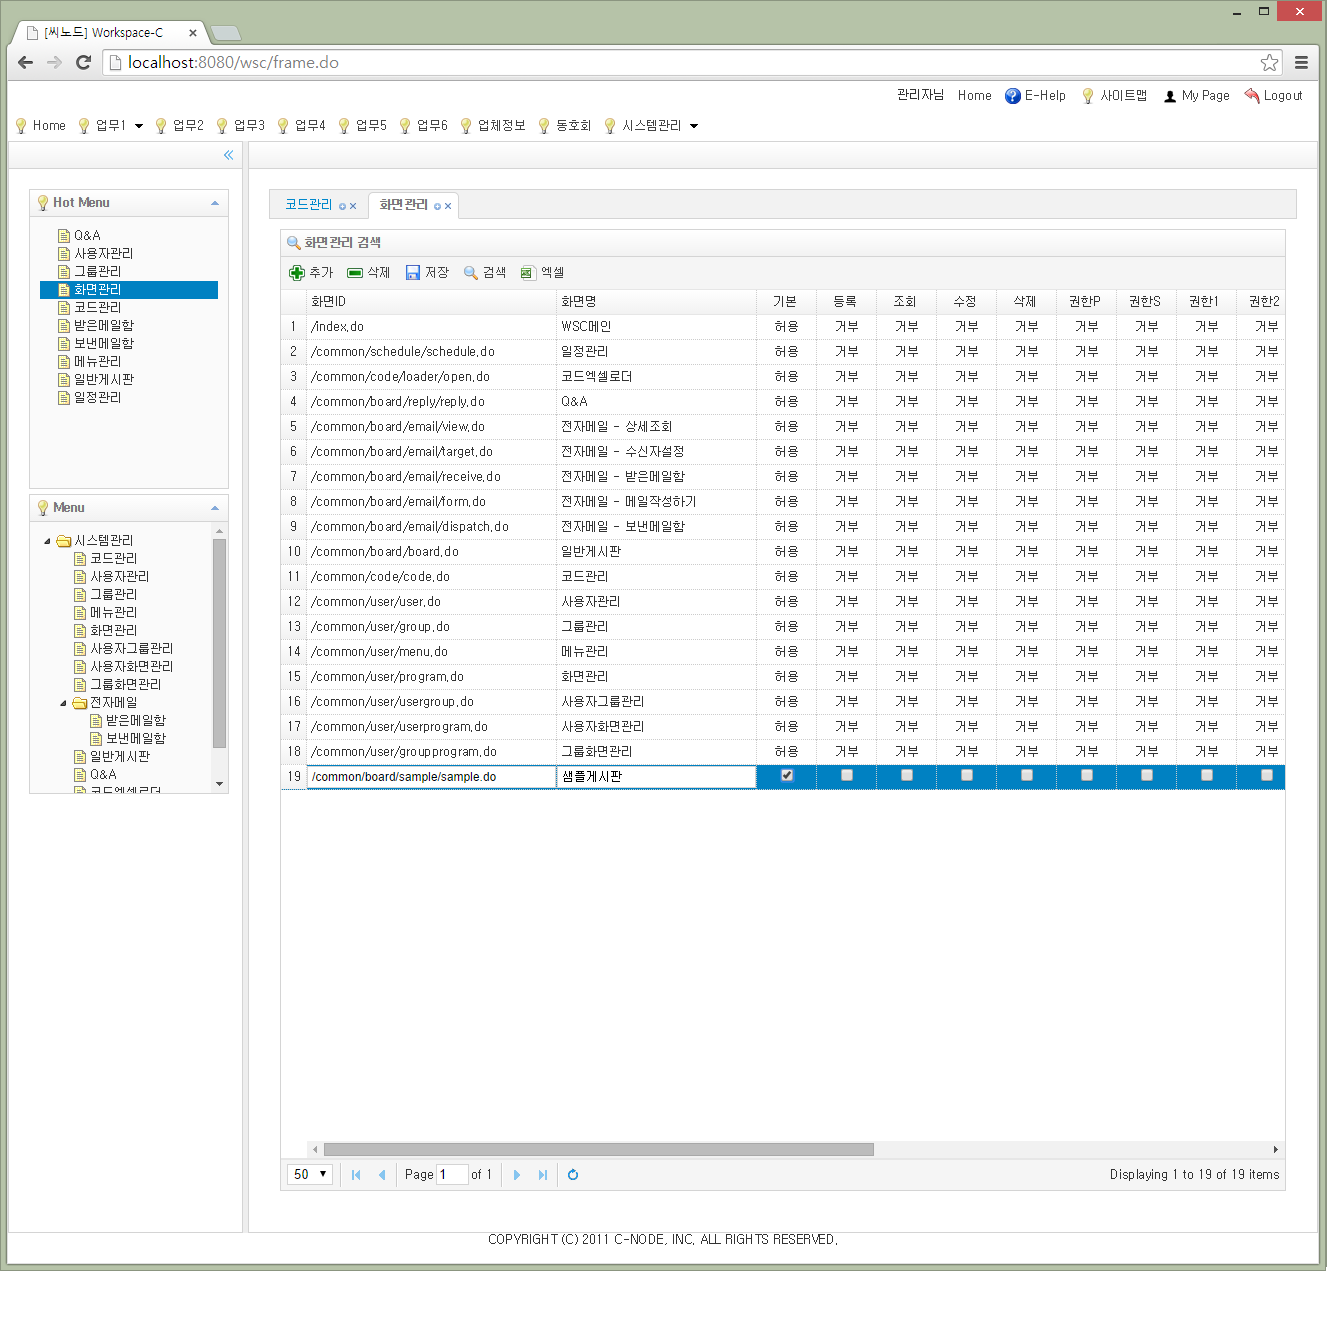 [씨노드] Workspace-C
localhost:8080/wsc/frame.do
관리자님 Home E-Help 사이트맵 My Page Logout
Home 업무1 업무2 업무3 업무4 업무5 업무6 업체정보 동호회 시스템관리
Hot Menu
Q&A
사용자관리
그룹관리
화면관리
코드관리
받은메일함
보낸메일함
메뉴관리
일반게시판
일정관리
Menu
시스템관리
코드관리
사용자관리
그룹관리
메뉴관리
화면관리
사용자그룹관리
사용자화면관리
그룹화면관리
전자메일
받은메일함
보낸메일함
일반게시판
Q&A
코드엑셀로더
코드관리 화면관리
화면관리 검색
추가 삭제 저장 검색 엑셀
화면ID 화면명 기본 등록 조회 수정 삭제 권한P 권한S 권한1 권한2
1 /index.do WSC메인 허용 거부 거부 거부 거부 거부 거부 거부 거부
2 /common/schedule/schedule.do 일정관리 허용 거부 거부 거부 거부 거부 거부 거부 거부
3 /common/code/loader/open.do 코드엑셀로더 허용 거부 거부 거부 거부 거부 거부 거부 거부
4 /common/board/reply/reply.do Q&A 허용 거부 거부 거부 거부 거부 거부 거부 거부
5 /common/board/email/view.do 전자메일 - 상세조회 허용 거부 거부 거부 거부 거부 거부 거부 거부
6 /common/board/email/target.do 전자메일 - 수신자설정 허용 거부 거부 거부 거부 거부 거부 거부 거부
7 /common/board/email/receive.do 전자메일 - 받은메일함 허용 거부 거부 거부 거부 거부 거부 거부 거부
8 /common/board/email/form.do 전자메일 - 메일작성하기 허용 거부 거부 거부 거부 거부 거부 거부 거부
9 /common/board/email/dispatch.do 전자메일 - 보낸메일함 허용 거부 거부 거부 거부 거부 거부 거부 거부
10 /common/board/board.do 일반게시판 허용 거부 거부 거부 거부 거부 거부 거부 거부
11 /common/code/code.do 코드관리 허용 거부 거부 거부 거부 거부 거부 거부 거부
12 /common/user/user.do 사용자관리 허용 거부 거부 거부 거부 거부 거부 거부 거부
13 /common/user/group.do 그룹관리 허용 거부 거부 거부 거부 거부 거부 거부 거부
14 /common/user/menu.do 메뉴관리 허용 거부 거부 거부 거부 거부 거부 거부 거부
15 /common/user/program.do 화면관리 허용 거부 거부 거부 거부 거부 거부 거부 거부
16 /common/user/usergroup.do 사용자그룹관리 허용 거부 거부 거부 거부 거부 거부 거부 거부
17 /common/user/userprogram.do 사용자화면관리 허용 거부 거부 거부 거부 거부 거부 거부 거부
18 /common/user/groupprogram.do 그룹화면관리 허용 거부 거부 거부 거부 거부 거부 거부 거부
19 /common/board/sample/sample.do 샘플게시판
50 Page 1 of 1 Displaying 1 to 19 of 19 items
COPYRIGHT (C) 2011 C-NODE, INC. ALL RIGHTS RESERVED.